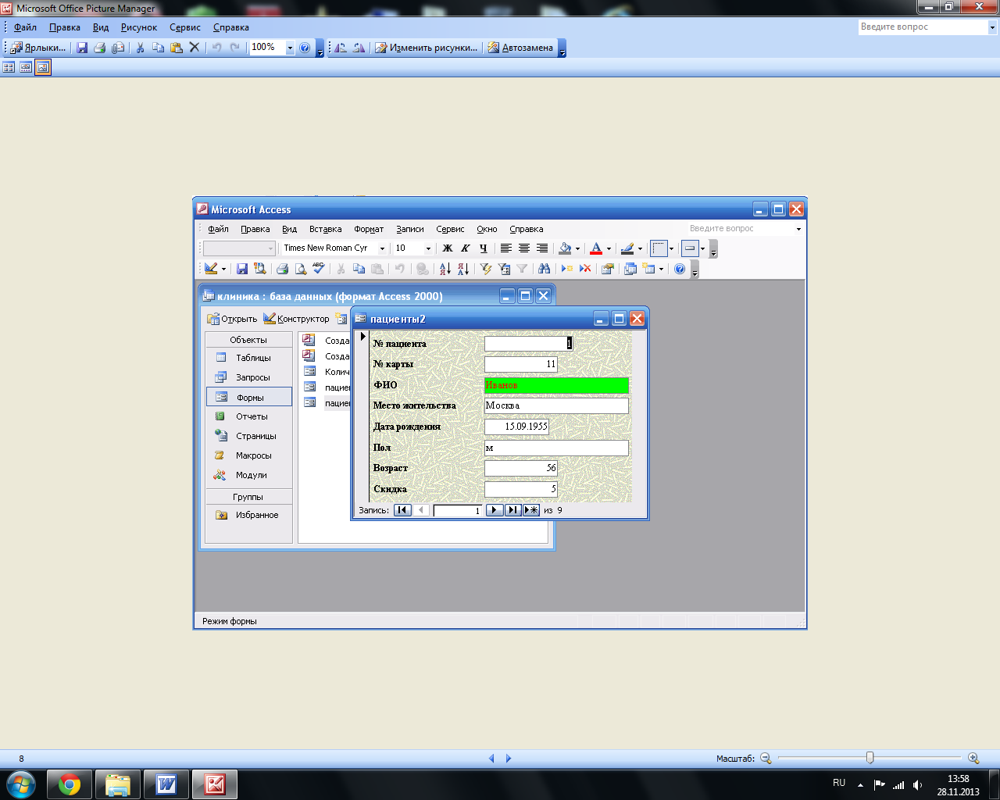 Microsoft Office Picture Manager
Файл Правка Вид Рисунок Сервис Справка
Введите вопрос
Ярлыки... 100% Изменить рисунки... Автозамена
Microsoft Access
Файл Правка Вид Вставка Формат Записи Сервис Окно Справка
Введите вопрос
Times New Roman Cyr 10 Ж К Ч
клиника : база данных (формат Access 2000)
Открыть Конструктор
Объекты
Таблицы
Запросы
Формы
Отчеты
Страницы
Макросы
Модули
Группы
Избранное
Созда
Созда
Колич
пациен
пациен
пациенты2
№ пациента 1
№ карты 11
ФИО Иванов
Место жительства Москва
Дата рождения 15.09.1955
Пол м
Возраст 56
Скидка 5
Запись: 1 из 9
Режим формы
8
Масштаб:
RU
13:58
28.11.2013